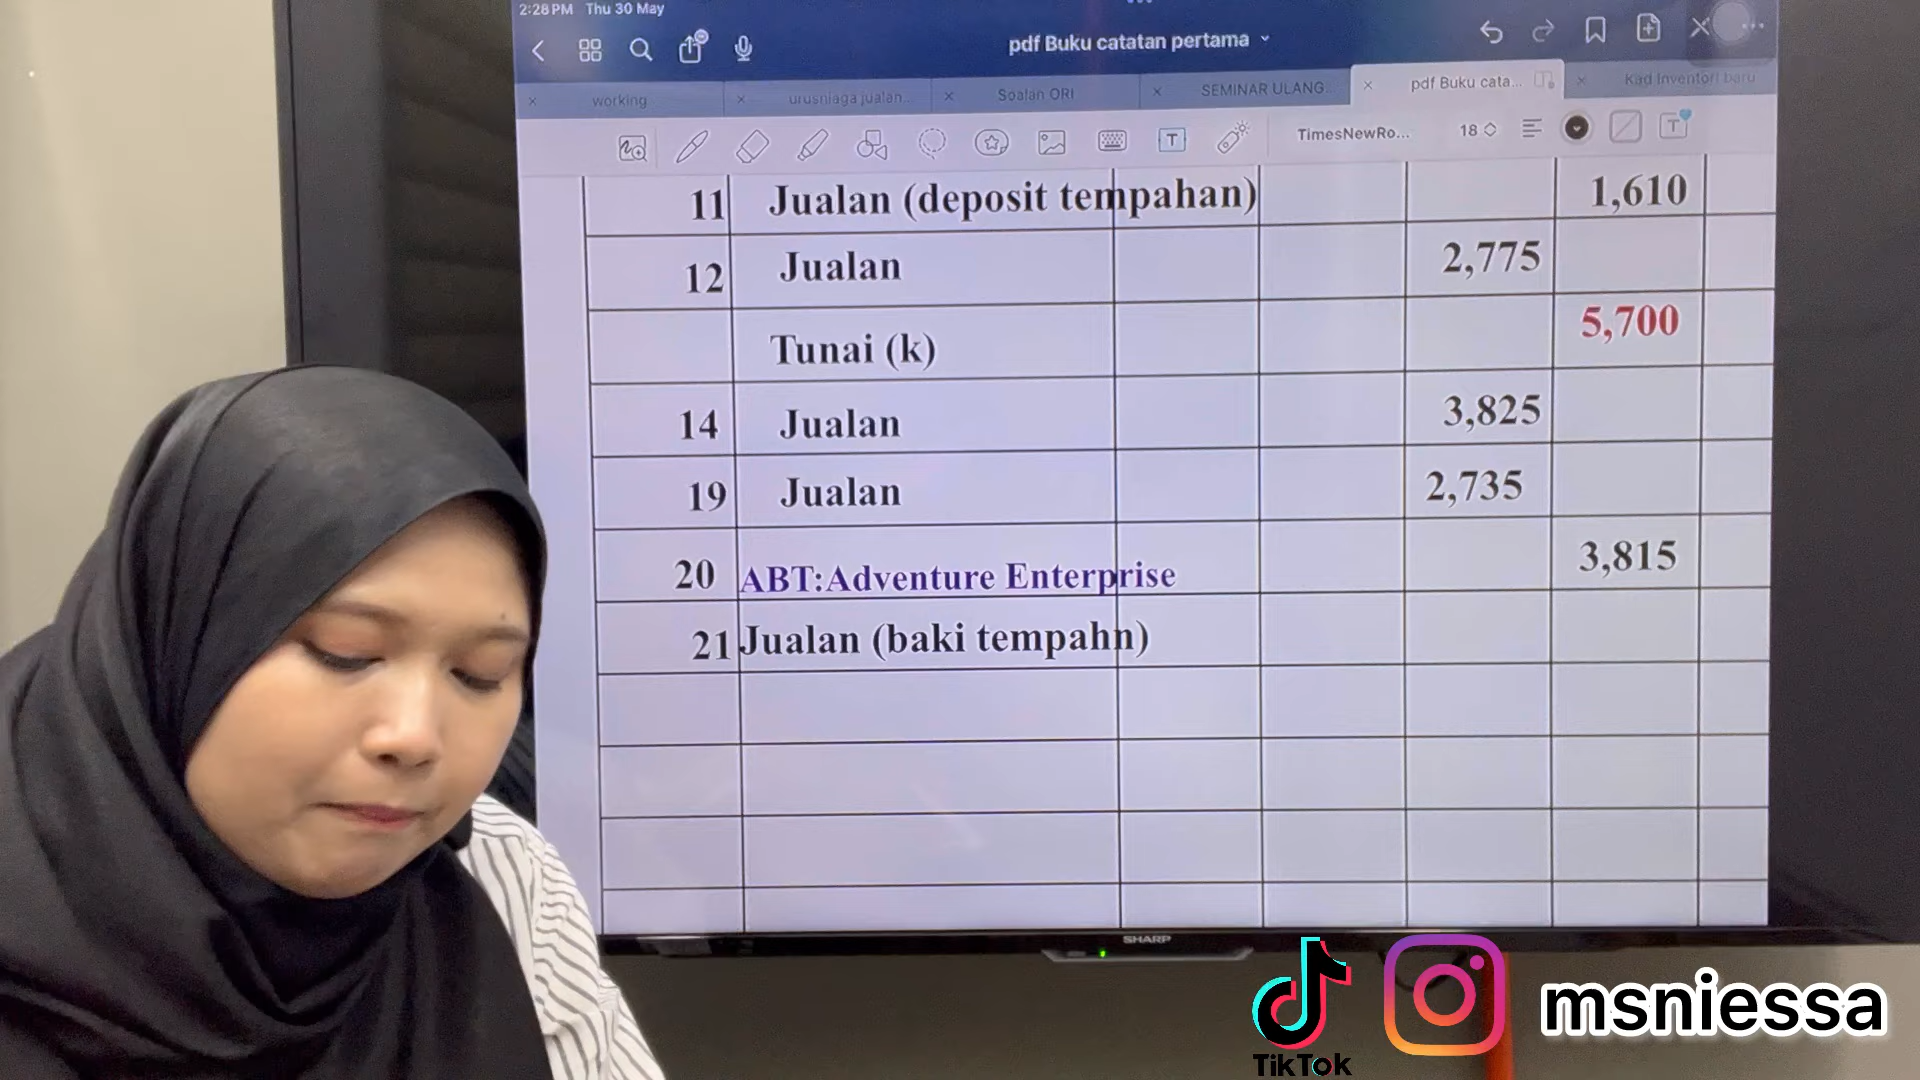 2:28 PM Thu 30 May
pdf Buku catatan pertama
working
urusniaga jualan...
Soalan ORI
SEMINAR ULANG...
pdf Buku cata...
Kad Inventori baru
TimesNewRo... 18
11 Jualan (deposit tempahan) 1,610
12 Jualan 2,775
Tunai (k) 5,700
14 Jualan 3,825
19 Jualan 2,735
20 ABT:Adventure Enterprise 3,815
21 Jualan (baki tempahn)
SHARP
TikTok
msniessa